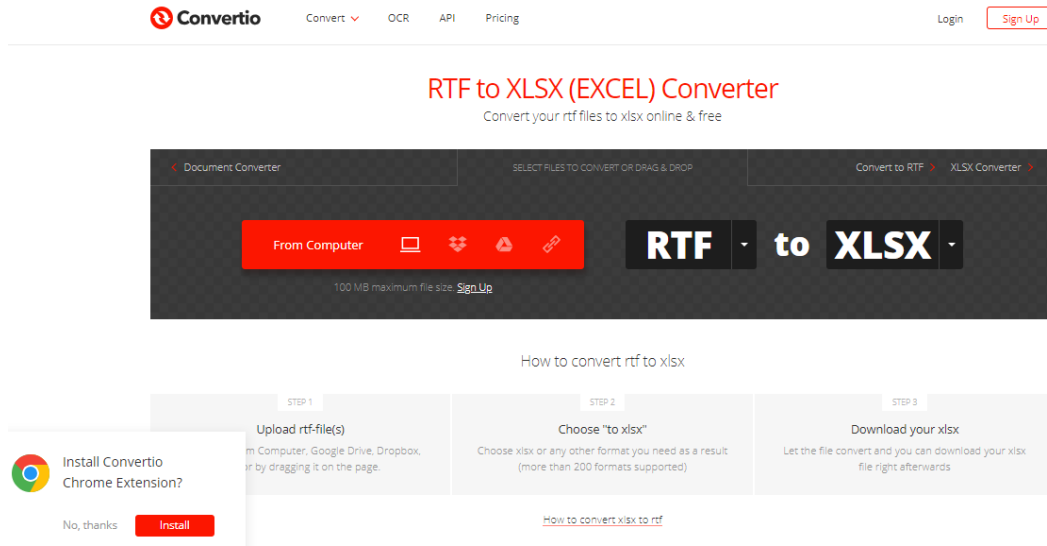 Convertio
Convert OCR API Pricing
Login Sign Up
RTF to XLSX (EXCEL) Converter
Convert your rtf files to xlsx online & free
Document Converter
SELECT FILES TO CONVERT OR DRAG & DROP
Convert to RTF XLSX Converter
From Computer
RTF to XLSX
100 MB maximum file size. Sign Up
How to convert rtf to xlsx
STEP 1
Upload rtf-file(s)
Computer, Google Drive, Dropbox,
by dragging it on the page.
STEP 2
Choose "to xlsx"
Choose xlsx or any other format you need as a result
(more than 200 formats supported)
STEP 3
Download your xlsx
Let the file convert and you can download your xlsx
file right afterwards
Install Convertio
Chrome Extension?
No, thanks Install
How to convert xlsx to rtf